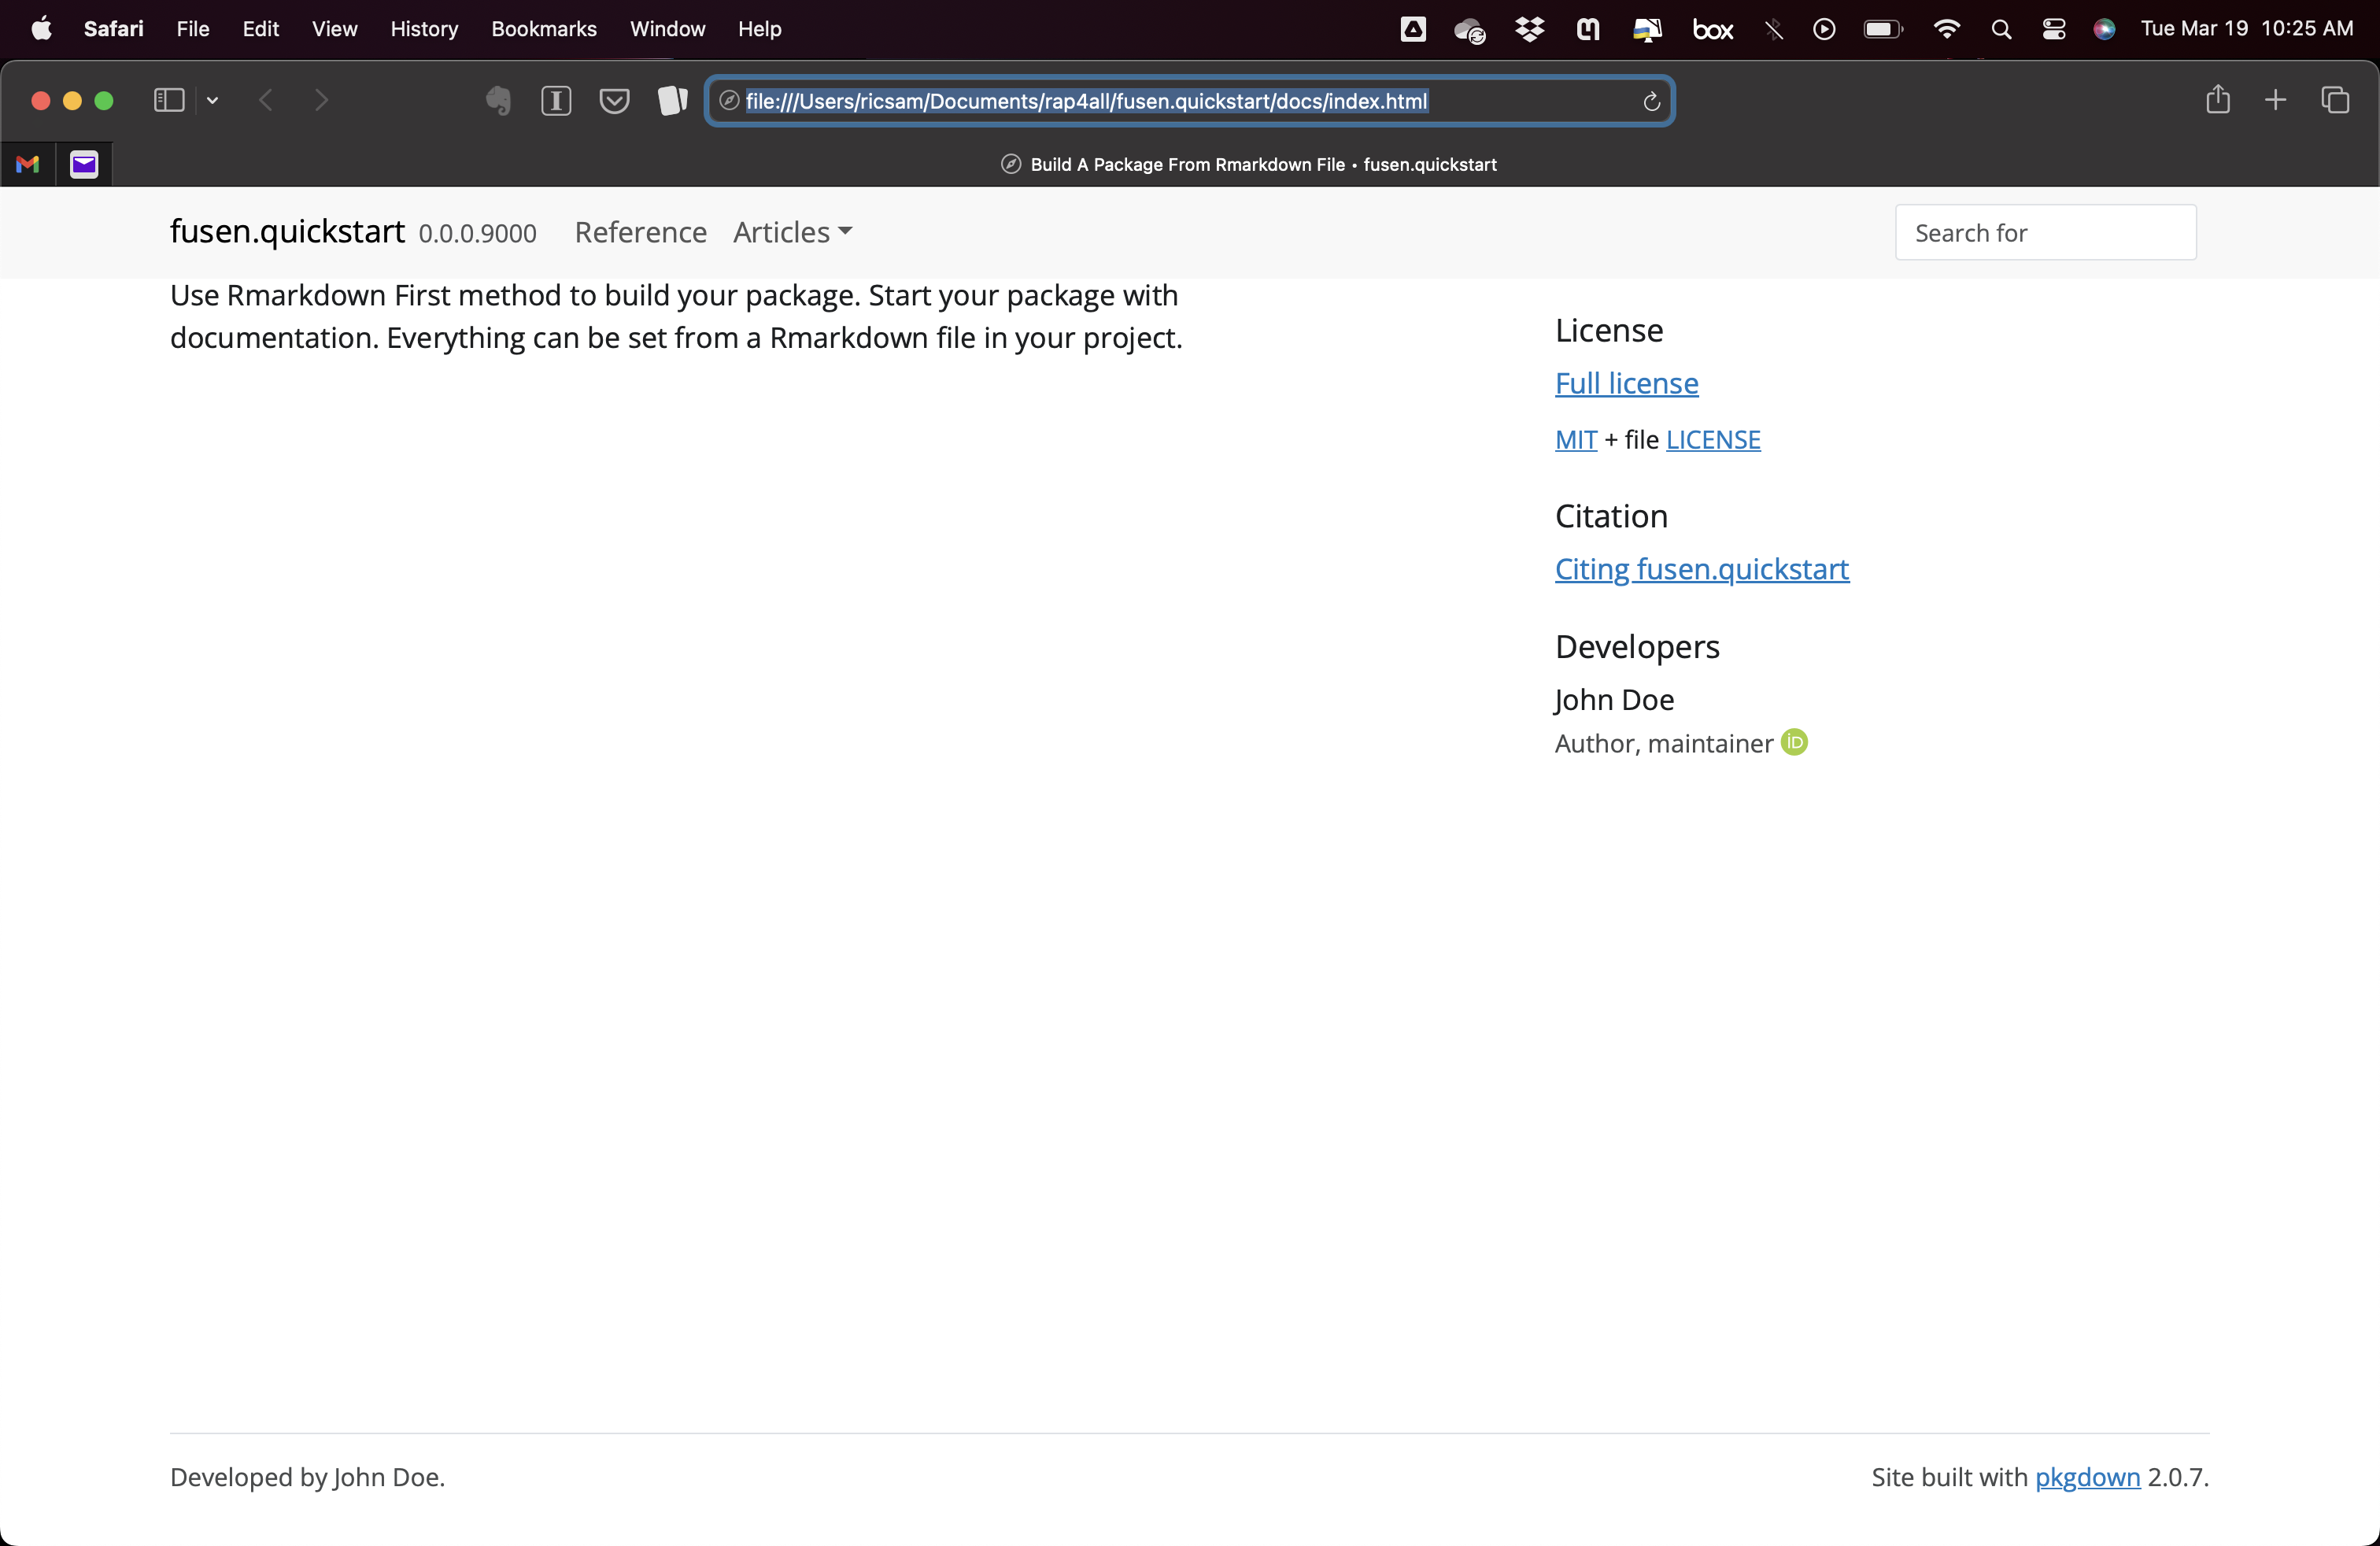 Safari File Edit View History Bookmarks Window Help box Tue Mar 19 10:25 AM
file:///Users/ricsam/Documents/rap4all/fusen.quickstart/docs/index.html
Build A Package From Rmarkdown File • fusen.quickstart
fusen.quickstart 0.0.0.9000 Reference Articles Search for
Use Rmarkdown First method to build your package. Start your package with
documentation. Everything can be set from a Rmarkdown file in your project.
License
Full license
MIT + file LICENSE
Citation
Citing fusen.quickstart
Developers
John Doe
Author, maintainer iD
Developed by John Doe.
Site built with pkgdown 2.0.7.